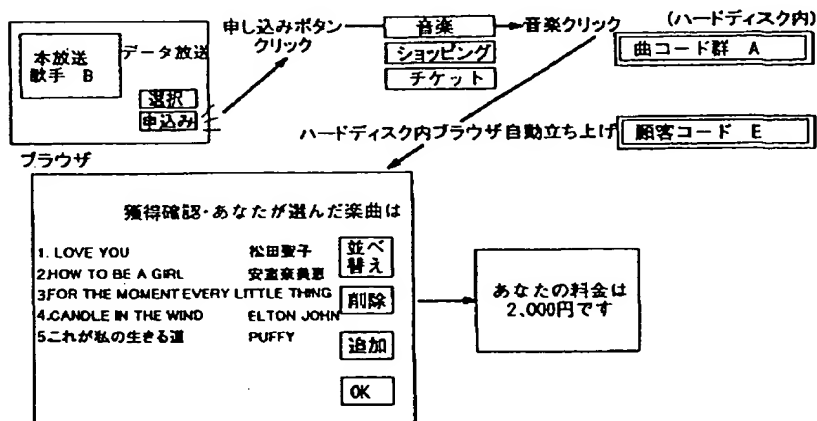 本放送
歌手 B
データ放送
選択
申込み
申し込みボタン
クリック
音楽
ショッピング
チケット
音楽クリック
(ハードディスク内)
曲コード群 A
ハードディスク内ブラウザ自動立ち上げ
顧客コード E
ブラウザ
獲得確認・あなたが選んだ楽曲は
1. LOVE YOU 松田聖子
2.HOW TO BE A GIRL 安室奈美恵
3FOR THE MOMENT EVERY LITTLE THING
4.CANDLE IN THE WIND ELTON JOHN
5.これが私の生きる道 PUFFY
並べ
替え
削除
追加
OK
あなたの料金は
2、000円です